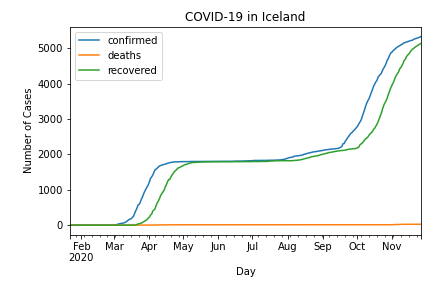 COVID-19 in Iceland
confirmed
deaths
recovered
Number of Cases
5000
4000
3000
2000
1000
0
Feb Mar Apr May Jun Jul Aug Sep Oct Nov
2020
Day